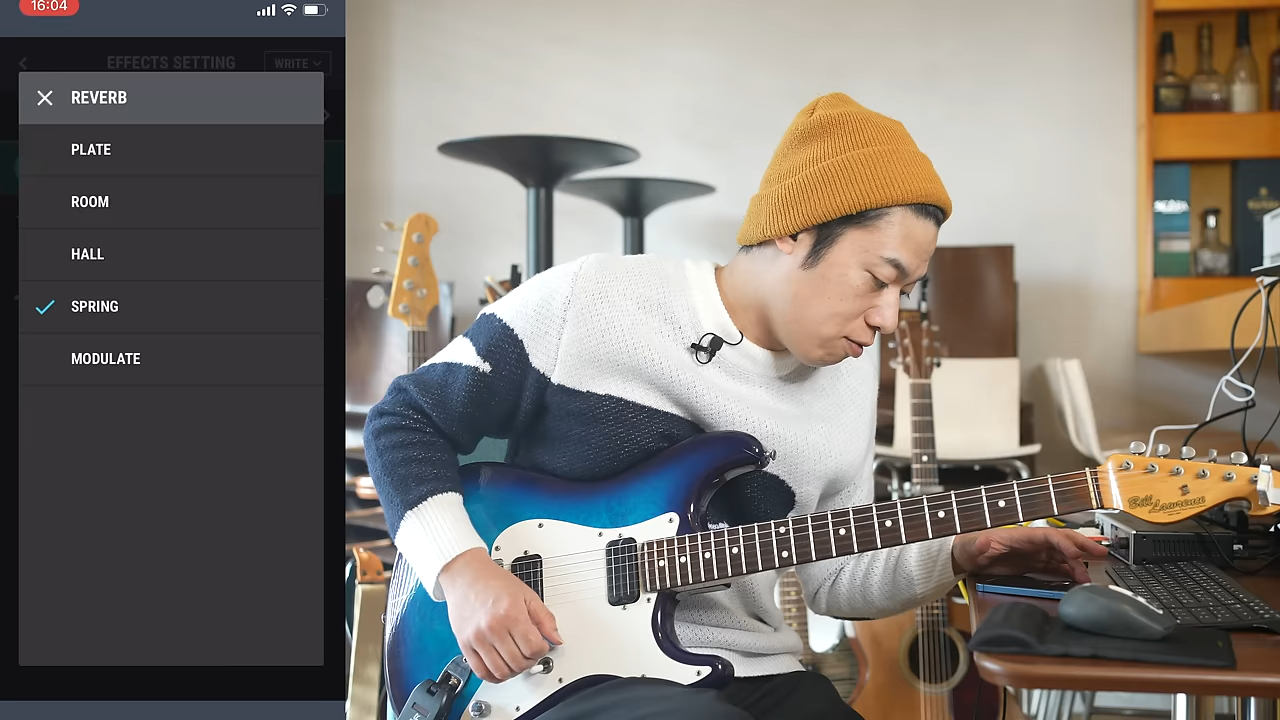 16:04
EFFECTS SETTING
WRITE
REVERB
PLATE
ROOM
HALL
SPRING
MODULATE
Bill
Lawrence